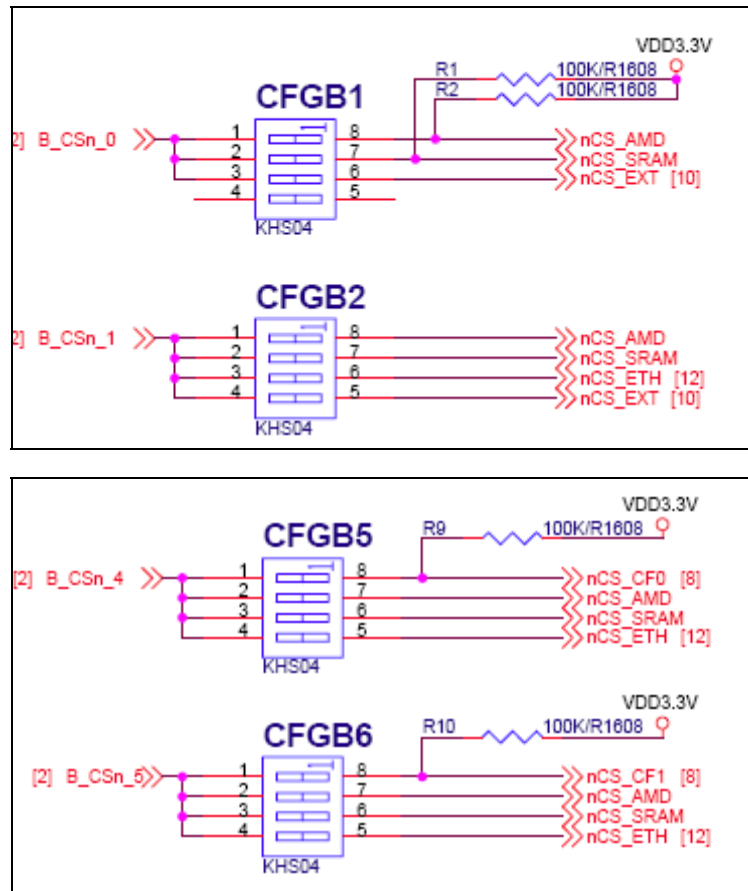 VDD3.3V
R1 100K/R1608
R2 100K/R1608
CFGB1
2] B_CSn_0 1 8 nCS_AMD
2 7 nCS_SRAM
3 6 nCS_EXT [10]
4 5
KHS04
CFGB2
2] B_CSn_1 1 8 nCS_AMD
2 7 nCS_SRAM
3 6 nCS_ETH [12]
4 5 nCS_EXT [10]
KHS04
VDD3.3V
R9 100K/R1608
CFGB5
[2] B_CSn_4 1 8 nCS_CF0 [8]
2 7 nCS_AMD
3 6 nCS_SRAM
4 5 nCS_ETH [12]
KHS04
VDD3.3V
R10 100K/R1608
CFGB6
[2] B_CSn_5 1 8 nCS_CF1 [8]
2 7 nCS_AMD
3 6 nCS_SRAM
4 5 nCS_ETH [12]
KHS04